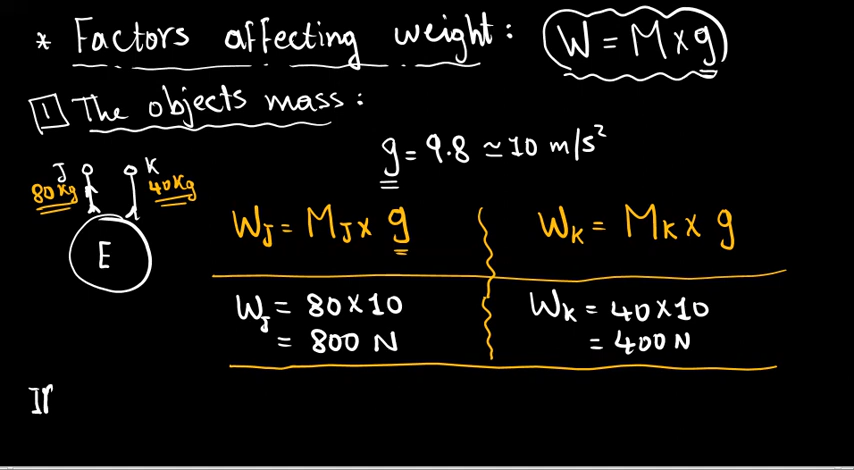 * Factors affecting weight: W = M × g
1 The objects mass:
g = 9.8 ≃ 10 m/s²
J K
80 Kg 40 Kg
E
W_J = M_J × g
W_K = M_K × g
W_J = 80 × 10
= 800 N
W_K = 40 × 10
= 400 N